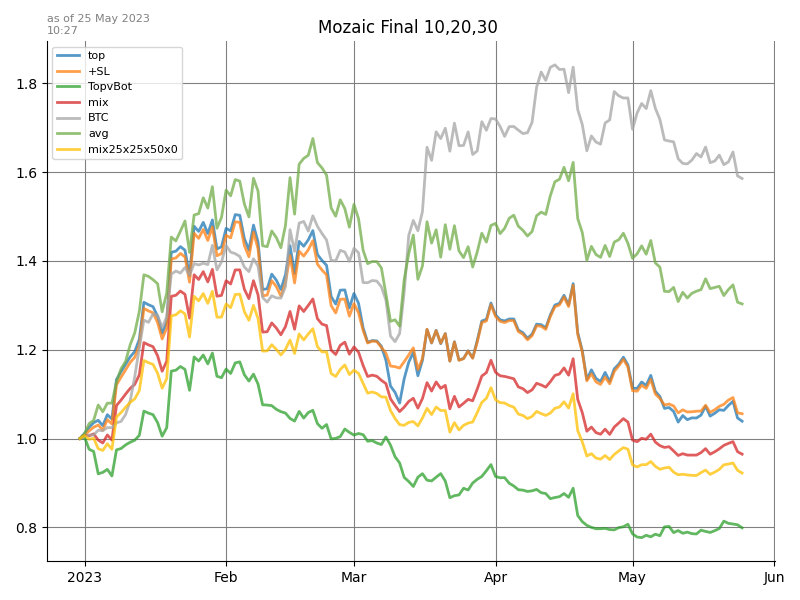 as of 25 May 2023
10:27
Mozaic Final 10,20,30
top
+SL
TopvBot
mix
BTC
avg
mix25x25x50x0
1.8
1.6
1.4
1.2
1.0
0.8
2023 Feb Mar Apr May Jun